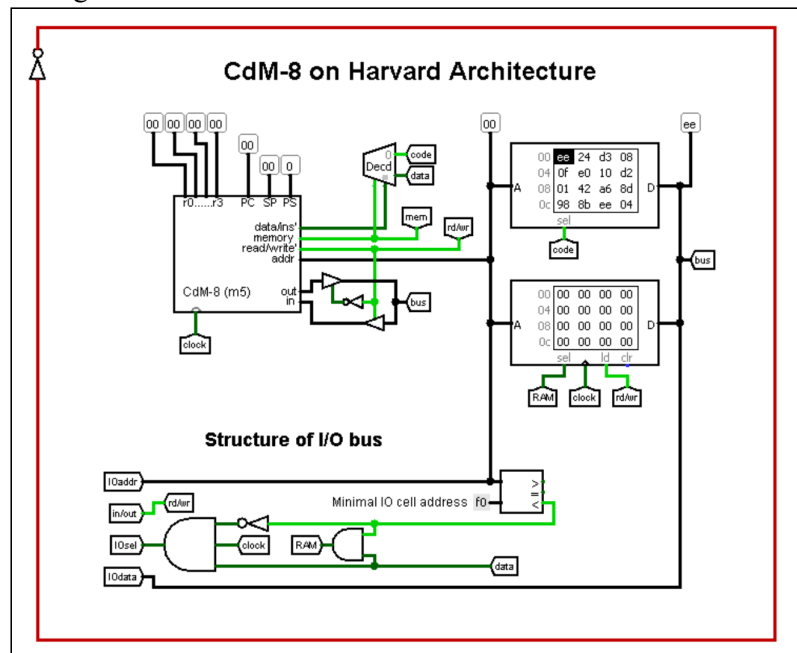 CdM-8 on Harvard Architecture
00 00 00 00
00
00 0
00
ee
r0......r3 PC SP PS
0
Decd
code
data
data/ins'
memory
read/write'
addr
mem
rd/wr
out
in
CdM-8 (m5)
bus
clock
00 ee 24 d3 08
04 0f e0 10 d2
08 01 42 a6 8d
0c 98 8b ee 04
A
D
sel
code
bus
00 00 00 00 00
04 00 00 00 00
08 00 00 00 00
0c 00 00 00 00
A
D
sel ld clr
RAM
clock
rd/wr
Structure of I/O bus
IOaddr
rd/wr
in/out
Minimal IO cell address f0
>
=
<
IOsel
clock
RAM
data
IOdata